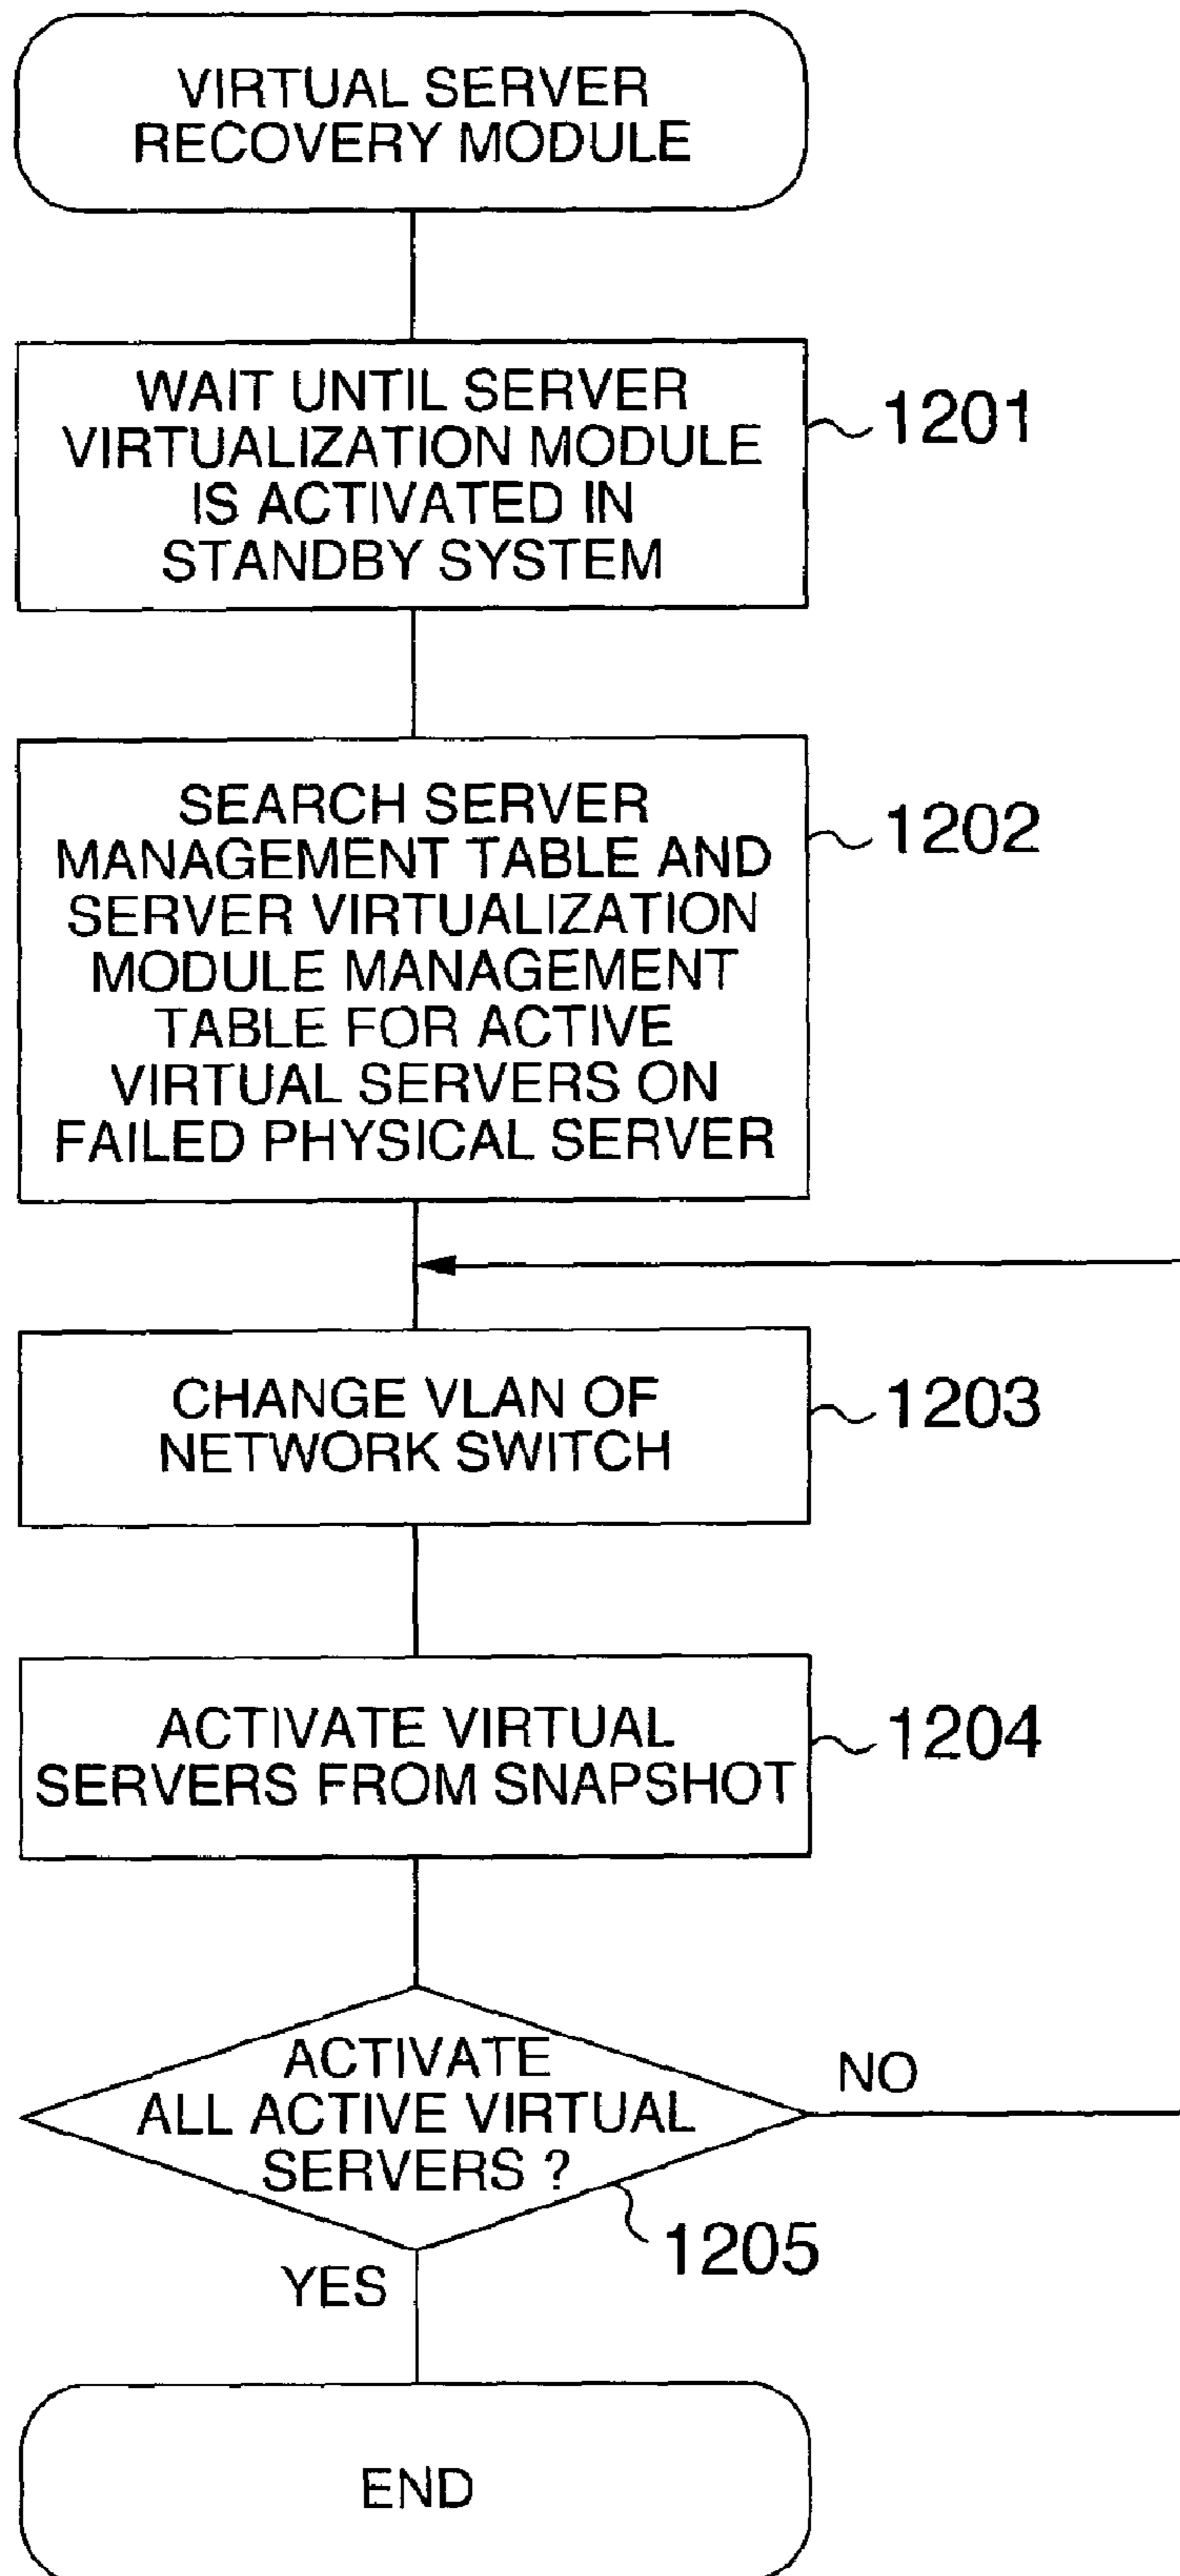 VIRTUAL SERVER
RECOVERY MODULE
WAIT UNTIL SERVER
VIRTUALIZATION MODULE
IS ACTIVATED IN
STANDBY SYSTEM
1201
SEARCH SERVER
MANAGEMENT TABLE AND
SERVER VIRTUALIZATION
MODULE MANAGEMENT
TABLE FOR ACTIVE
VIRTUAL SERVERS ON
FAILED PHYSICAL SERVER
1202
CHANGE VLAN OF
NETWORK SWITCH
1203
ACTIVATE VIRTUAL
SERVERS FROM SNAPSHOT
1204
ACTIVATE
ALL ACTIVE VIRTUAL
SERVERS ?
NO
1205
YES
END